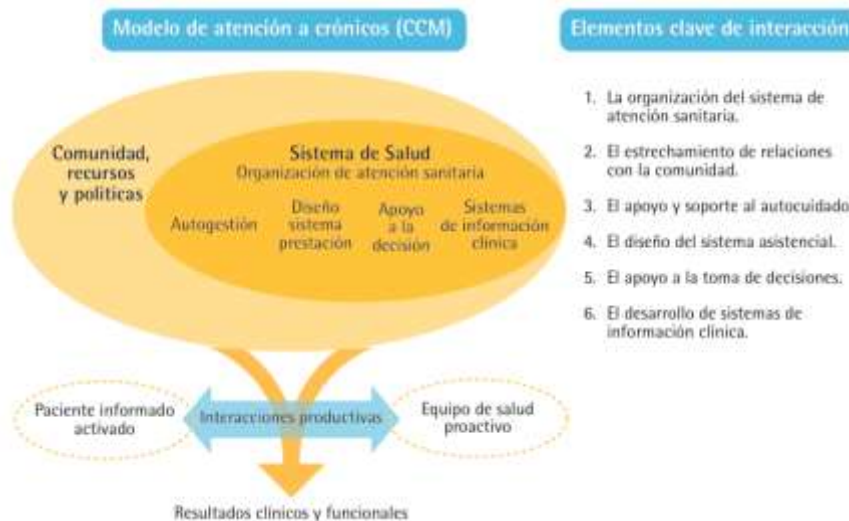 Modelo de atención a crónicos (CCM)
Comunidad,
recursos
y políticas
Sistema de Salud
Organización de atención sanitaria
Autogestión
Diseño
sistema
prestación
Apoyo
a la
decisión
Sistemas
de información
clínica
Paciente informado
activado
Interacciones productivas
Equipo de salud
proactivo
Resultados clínicos y funcionales
Elementos clave de interacción
1. La organización del sistema de
atención sanitaria.
2. El estrechamiento de relaciones
con la comunidad.
3. El apoyo y soporte al autocuidado
4. El diseño del sistema asistencial.
5. El apoyo a la toma de decisiones.
6. El desarrollo de sistemas de
información clínica.